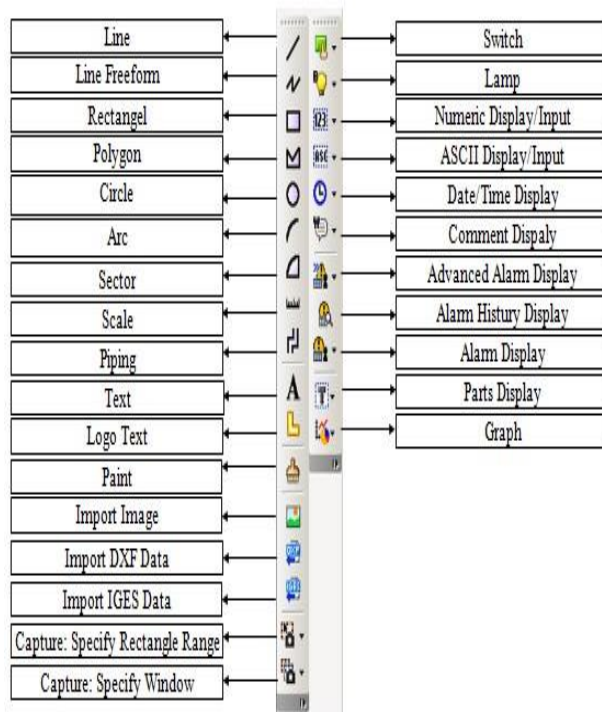 Line
Line Freeform
Rectangel
Polygon
Circle
Arc
Sector
Scale
Piping
Text
Logo Text
Paint
Import Image
Import DXF Data
Import IGES Data
Capture: Specify Rectangle Range
Capture: Specify Window
A
123
ASC
T
Switch
Lamp
Numeric Display/Input
ASCII Display/Input
Date/Time Display
Comment Dispaly
Advanced Alarm Display
Alarm Histury Display
Alarm Display
Parts Display
Graph